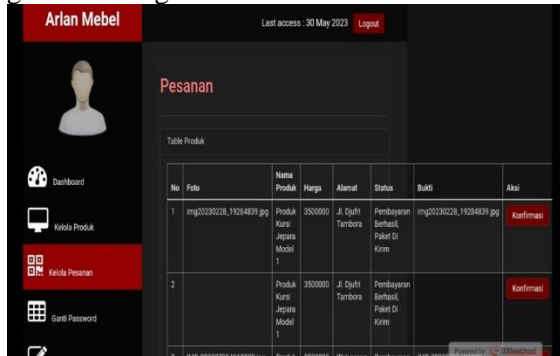 Arlan Mebel
Last access : 30 May 2023 Logout
Pesanan
Table Produk
Dashboard
Kelola Produk
Kelola Pesanan
Ganti Password
No Foto Nama Produk Harga Alamat Status Bukti Aksi
1 img20230228_19284839.jpg Produk Kursi Jepara Model 1 3500000 Jl. Djufri Tambora Pembayaran Berhasil, Paket Di Kirim img20230228_19284839.jpg Konfirmasi
2 Produk Kursi Jepara Model 1 3500000 Jl. Djufri Tambora Pembayaran Berhasil, Paket Di Kirim Konfirmasi
Powered by 000webhost